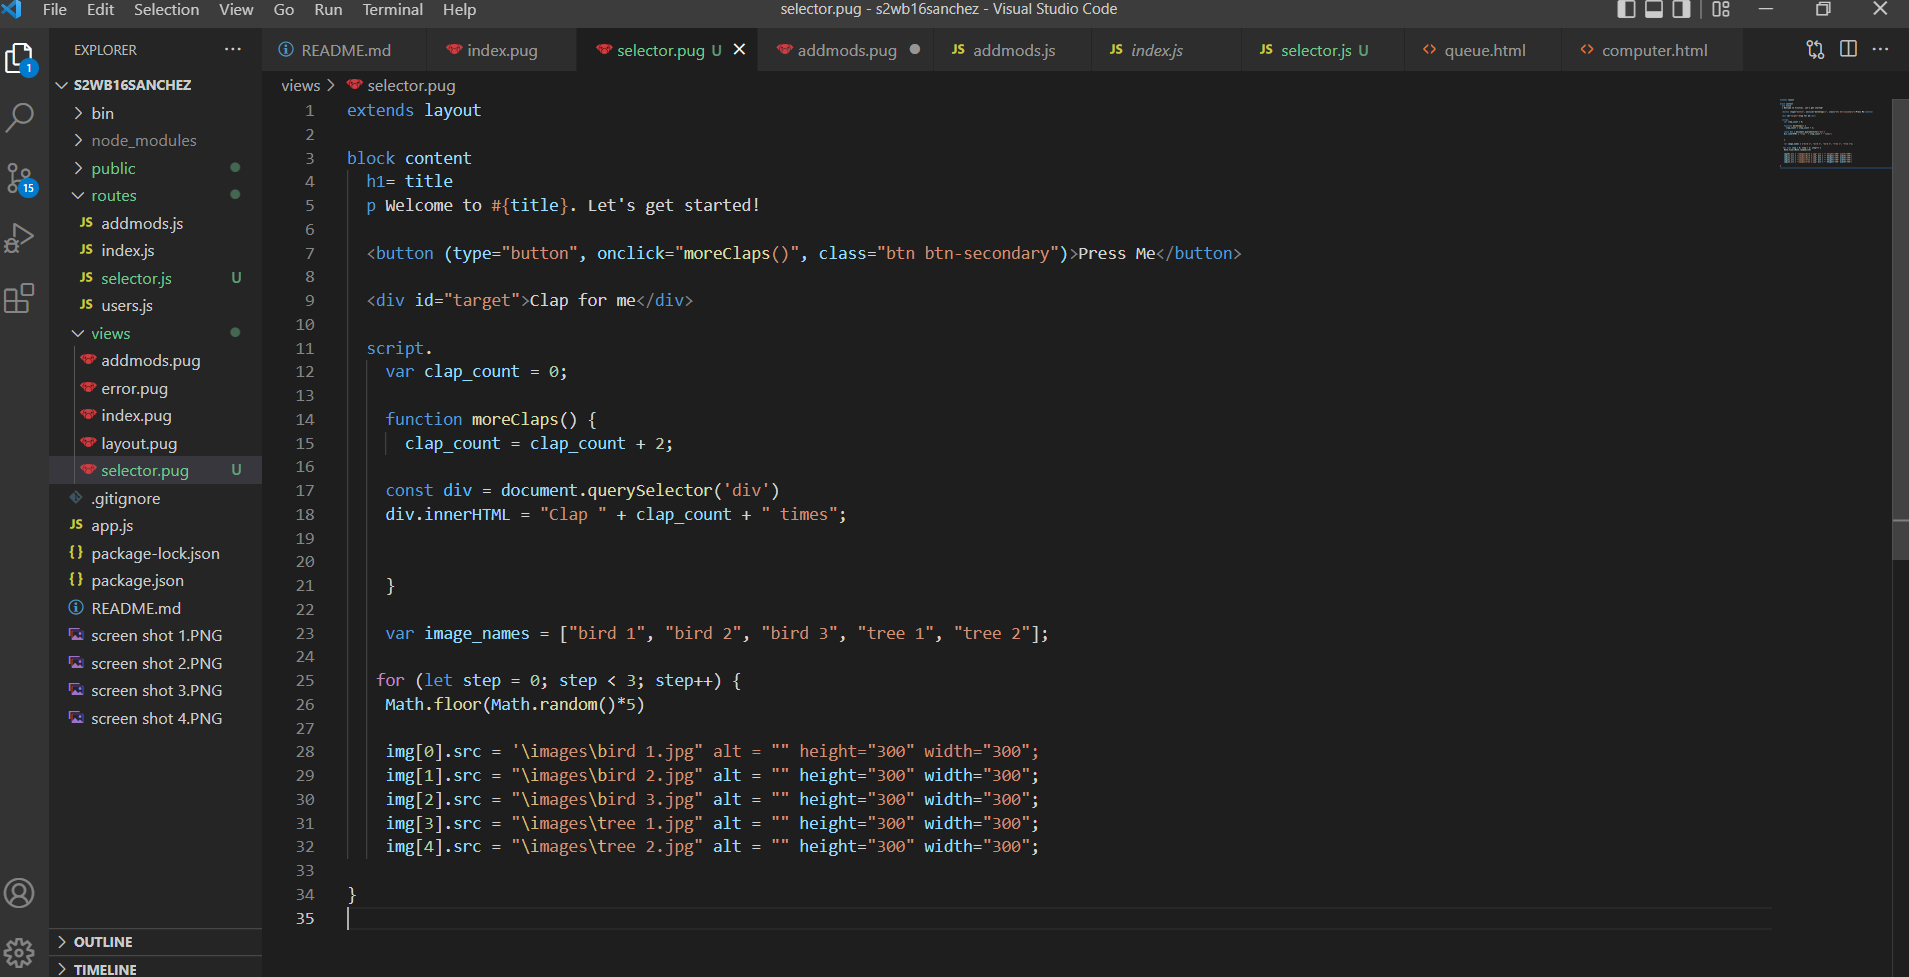 File Edit Selection View Go Run Terminal Help selector.pug - s2wb16sanchez - Visual Studio Code
EXPLORER ···
README.md index.pug selector.pug U addmods.pug JS addmods.js JS index.js JS selector.js U queue.html computer.html
1
15
S2WB16SANCHEZ
bin
node_modules
public
routes
JS addmods.js
JS index.js
JS selector.js U
JS users.js
views
addmods.pug
error.pug
index.pug
layout.pug
selector.pug U
.gitignore
JS app.js
{} package-lock.json
{} package.json
README.md
screen shot 1.PNG
screen shot 2.PNG
screen shot 3.PNG
screen shot 4.PNG
OUTLINE
TIMELINE
views > selector.pug
1 extends layout
2
3 block content
4 h1= title
5 p Welcome to #{title}. Let's get started!
6
7 <button (type="button", onclick="moreClaps()", class="btn btn-secondary")>Press Me</button>
8
9 <div id="target">Clap for me</div>
10
11 script.
12 var clap_count = 0;
13
14 function moreClaps() {
15 clap_count = clap_count + 2;
16
17 const div = document.querySelector('div')
18 div.innerHTML = "Clap " + clap_count + " times";
19
20
21 }
22
23 var image_names = ["bird 1", "bird 2", "bird 3", "tree 1", "tree 2"];
24
25 for (let step = 0; step < 3; step++) {
26 Math.floor(Math.random()*5)
27
28 img[0].src = '\images\bird 1.jpg" alt = "" height="300" width="300";
29 img[1].src = "\images\bird 2.jpg" alt = "" height="300" width="300";
30 img[2].src = "\images\bird 3.jpg" alt = "" height="300" width="300";
31 img[3].src = "\images\tree 1.jpg" alt = "" height="300" width="300";
32 img[4].src = "\images\tree 2.jpg" alt = "" height="300" width="300";
33
34 }
35